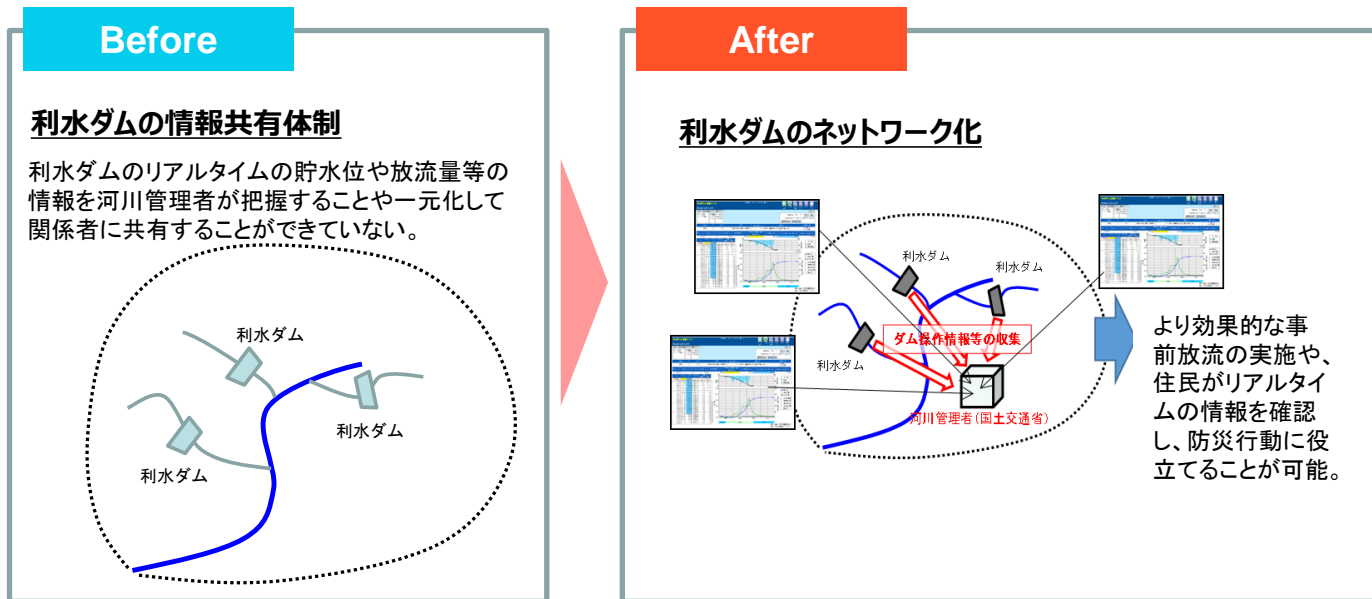 Before
利水ダムの情報共有体制
利水ダムのリアルタイムの貯水位や放流量等の
情報を河川管理者が把握することや一元化して
関係者に共有することができていない。
利水ダム
利水ダム
利水ダム
After
利水ダムのネットワーク化
利水ダム
利水ダム
ダム操作情報等の収集
利水ダム
河川管理者(国土交通省)
より効果的な事
前放流の実施や、
住民がリアルタイ
ムの情報を確認
し、防災行動に役
立てることが可能。